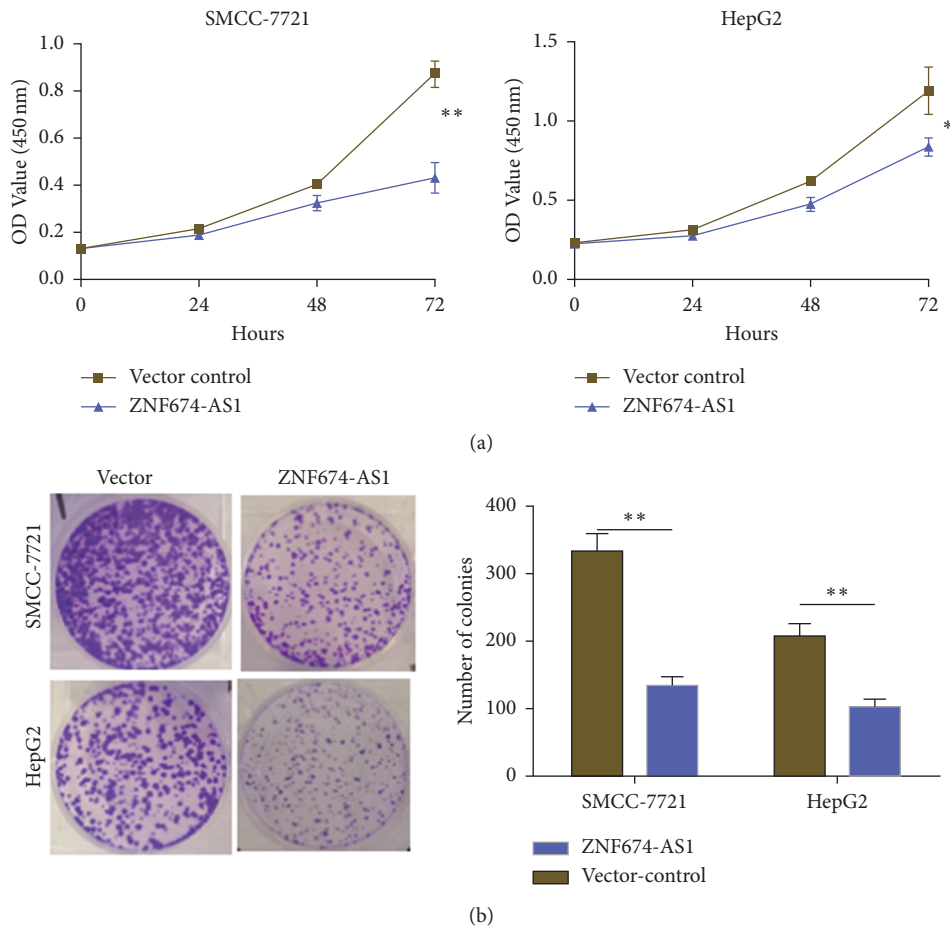 SMCC-7721
OD Value (450 nm)
1.0
0.8
0.6
0.4
0.2
0.0
**
0 24 48 72
Hours
Vector control
ZNF674-AS1
HepG2
OD Value (450 nm)
1.5
1.0
0.5
0.0
*
0 24 48 72
Hours
Vector control
ZNF674-AS1
(a)
Vector ZNF674-AS1
SMCC-7721
HepG2
Number of colonies
400
300
200
100
0
**
**
SMCC-7721 HepG2
ZNF674-AS1
Vector-control
(b)